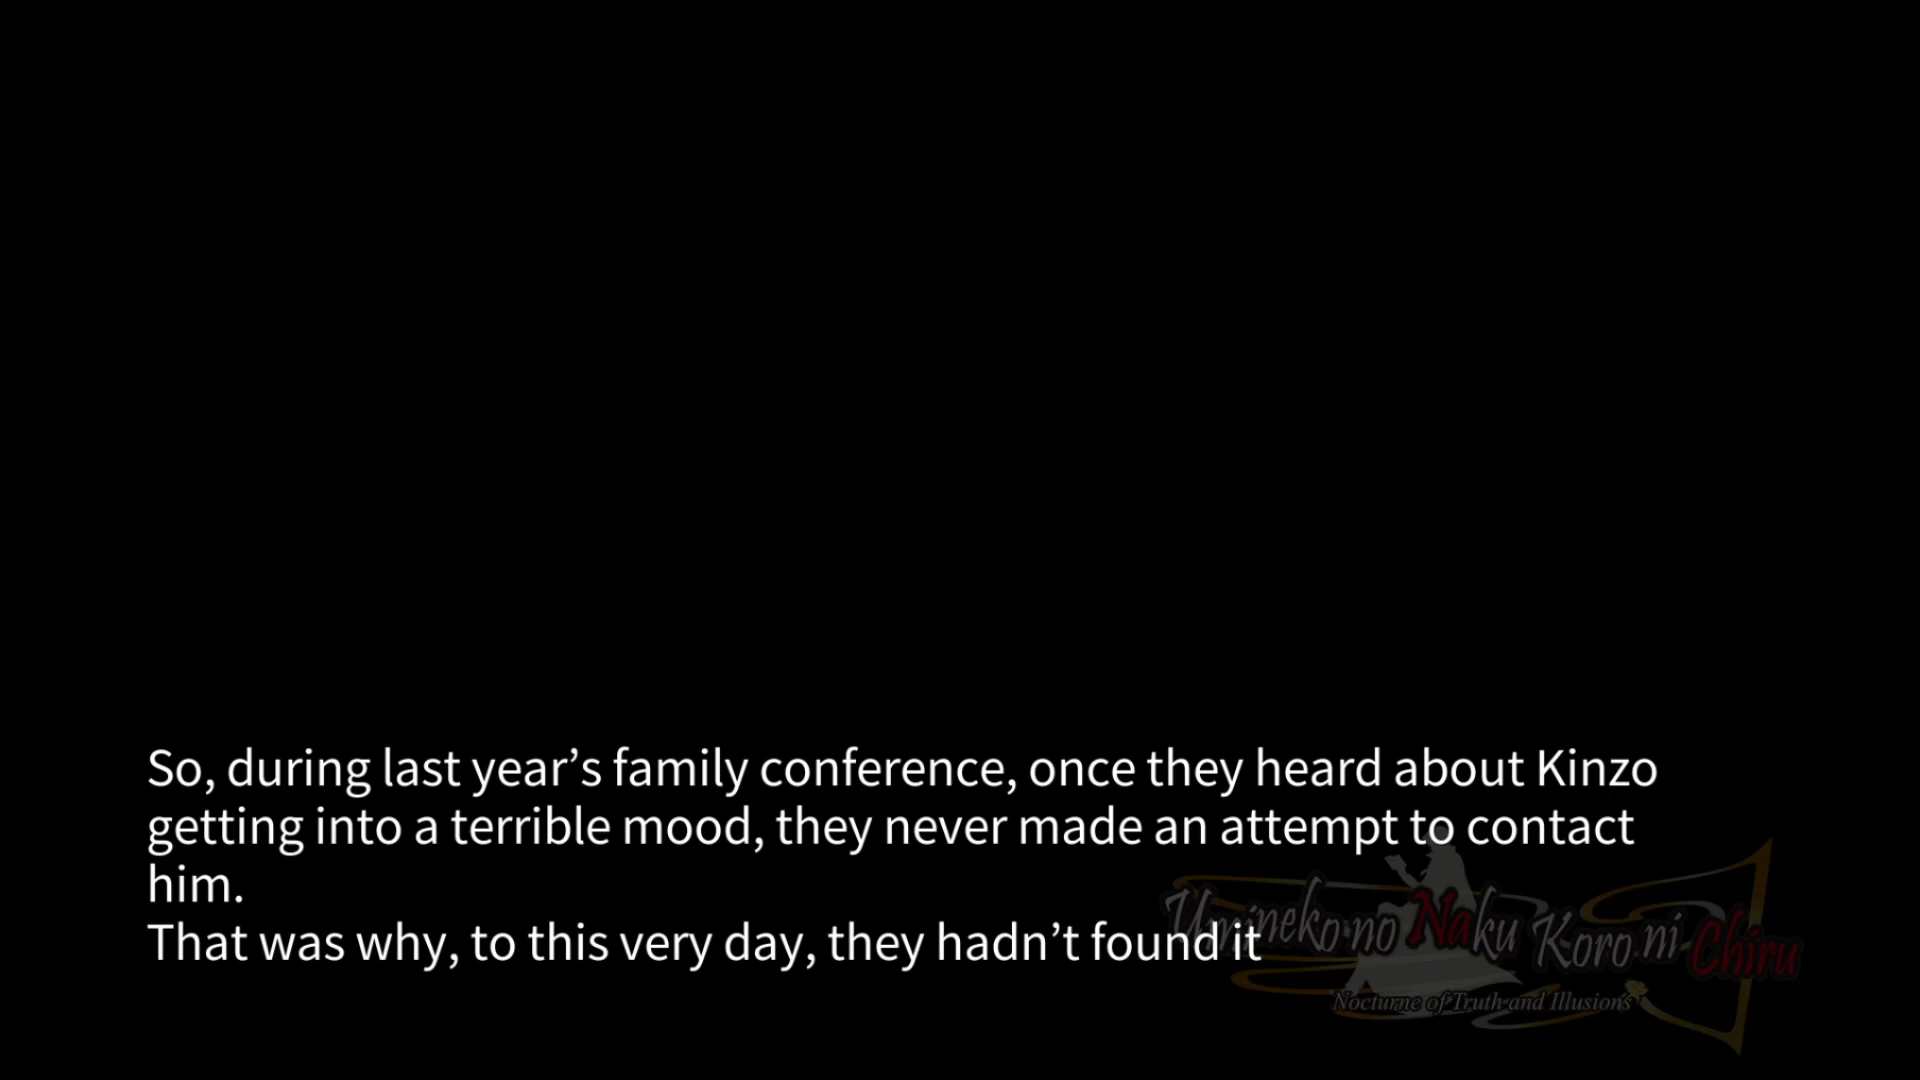 So, during last year’s family conference, once they heard about Kinzo
getting into a terrible mood, they never made an attempt to contact
him.
That was why, to this very day, they hadn’t found it
Umineko no Naku Koro ni Chiru
Nocturne of Truth and Illusions